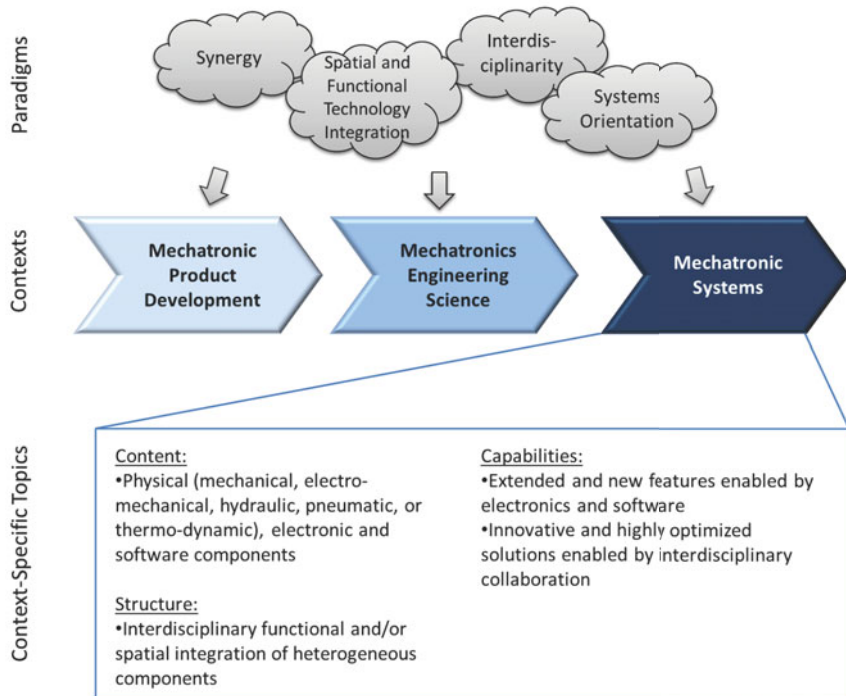 Paradigms
Synergy
Spatial and
Functional
Technology
Integration
Interdis-
ciplinarity
Systems
Orientation
Contexts
Mechatronic
Product
Development
Mechatronics
Engineering
Science
Mechatronic
Systems
Context-Specific Topics
Content:
•Physical (mechanical, electro-
mechanical, hydraulic, pneumatic, or
thermo-dynamic), electronic and
software components
Structure:
•Interdisciplinary functional and/or
spatial integration of heterogeneous
components
Capabilities:
•Extended and new features enabled by
electronics and software
•Innovative and highly optimized
solutions enabled by interdisciplinary
collaboration